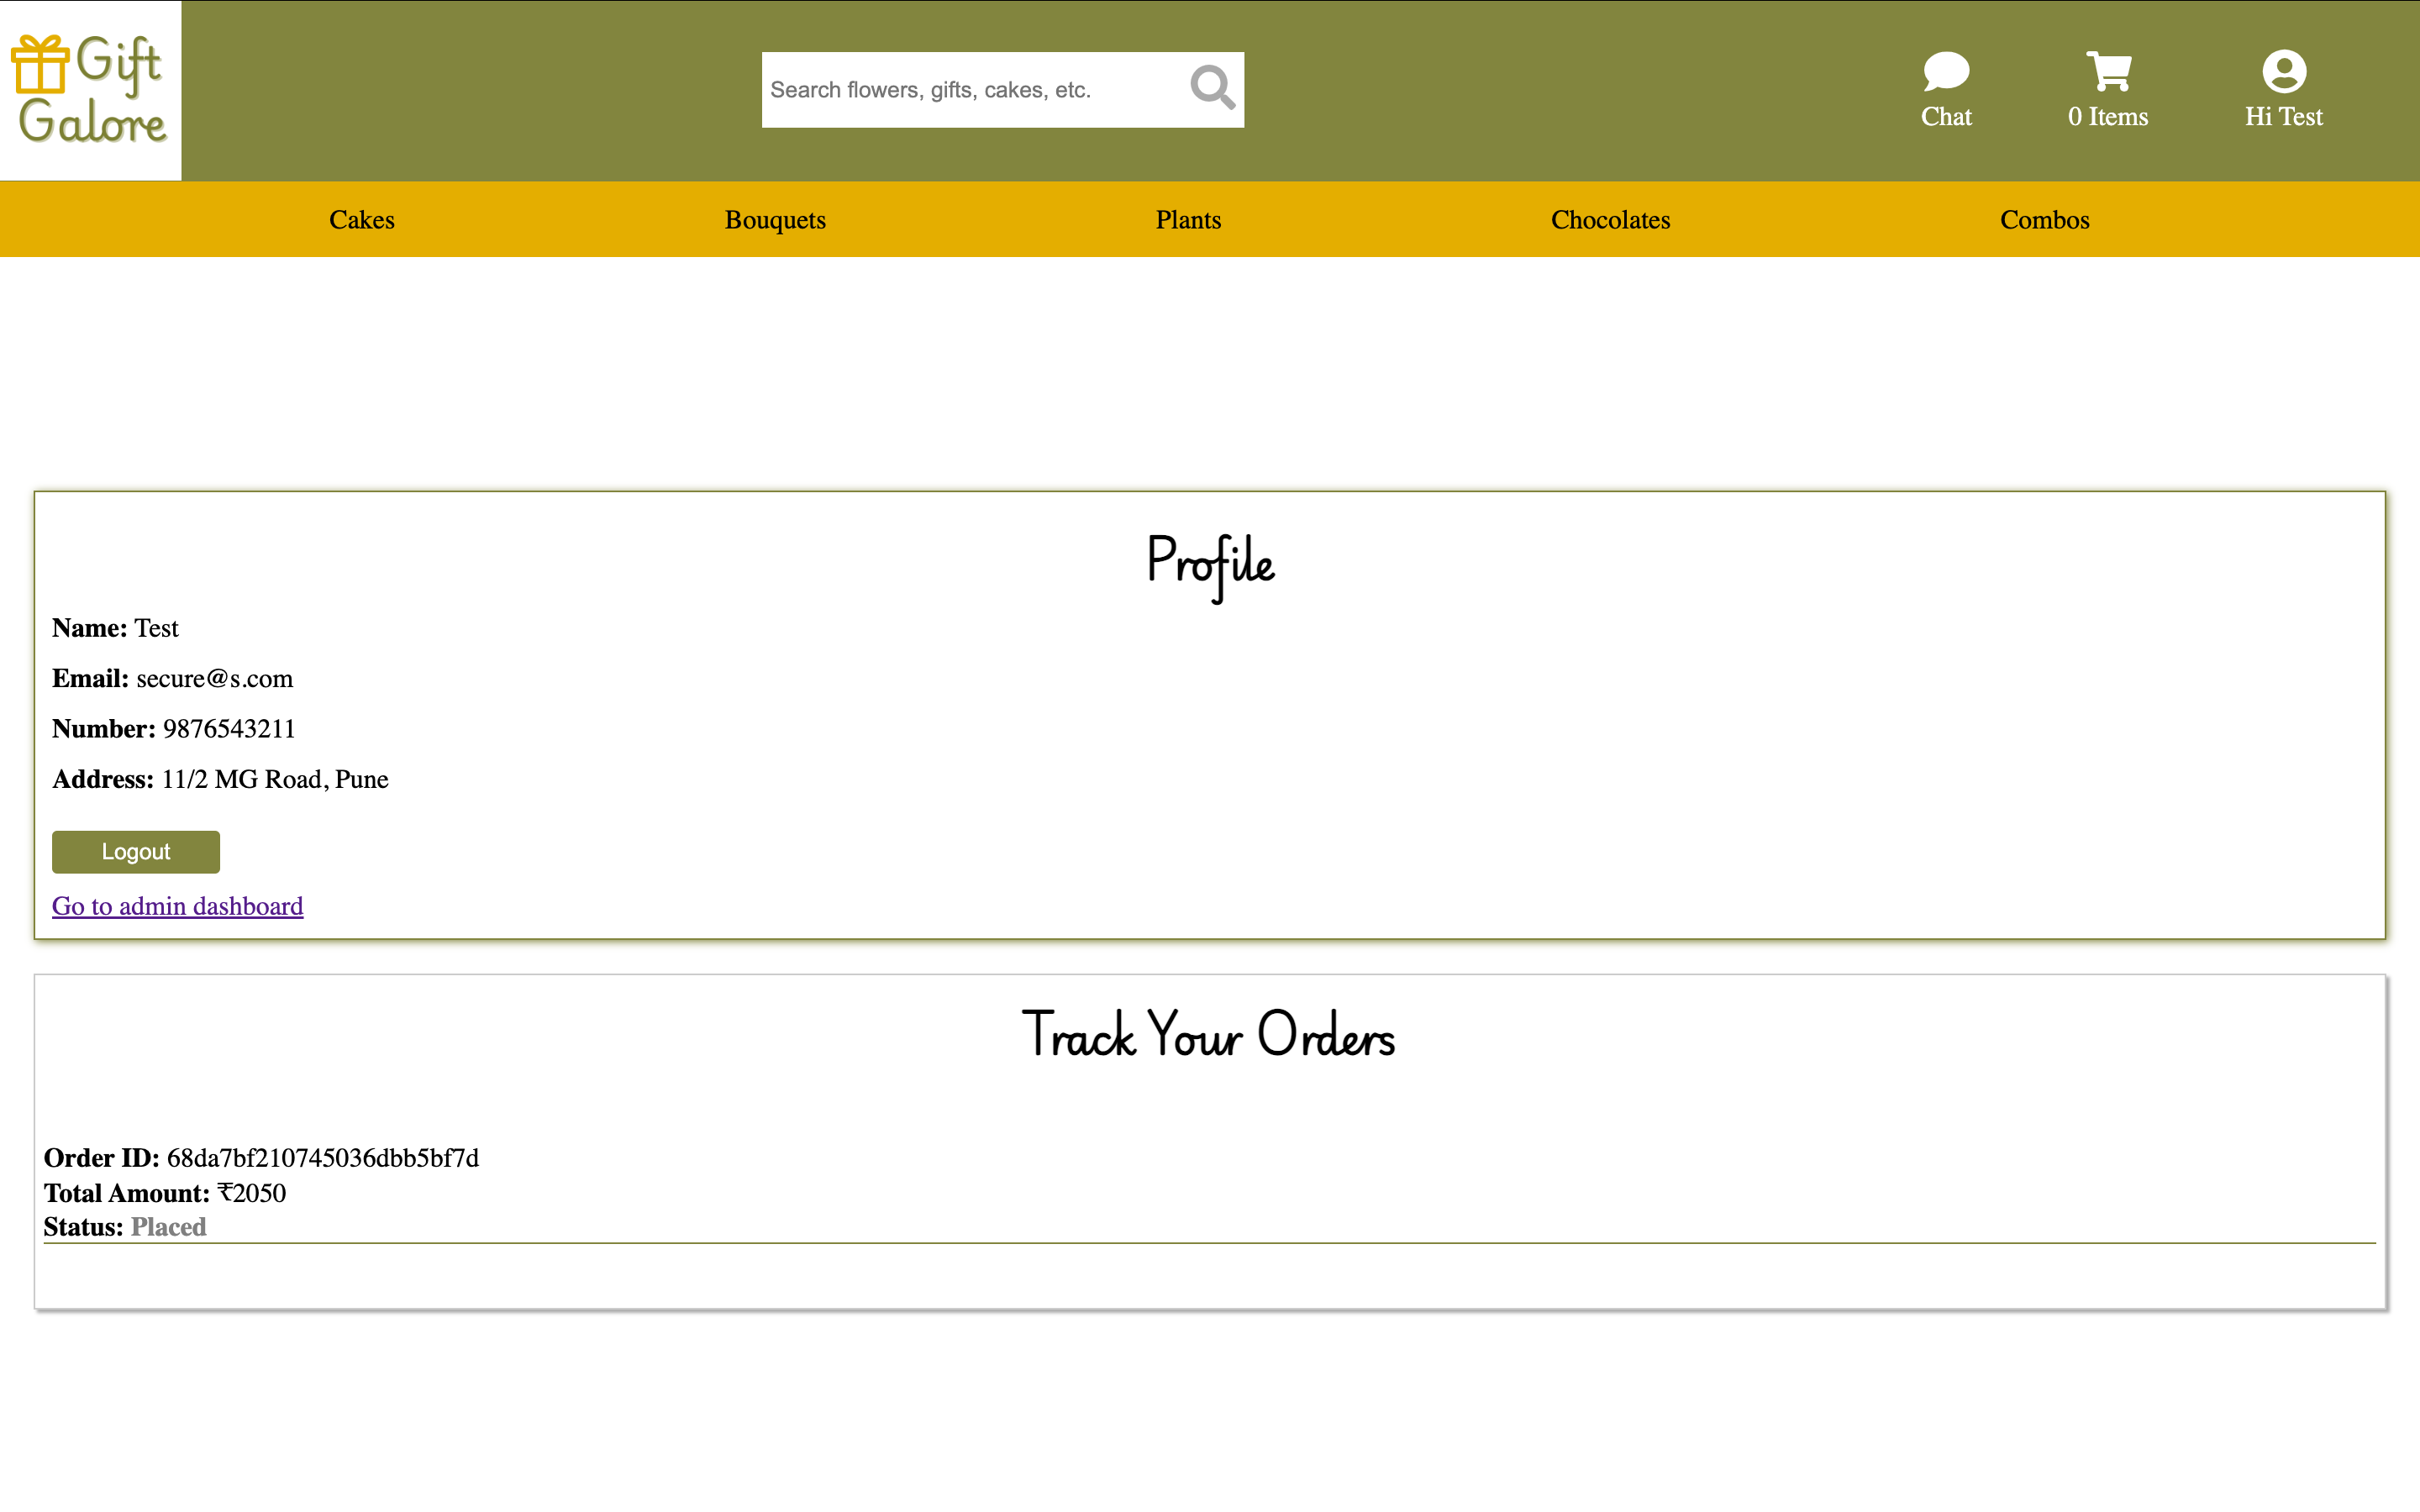 Gift
Galore
Search flowers, gifts, cakes, etc.
Chat
0 Items
Hi Test
Cakes
Bouquets
Plants
Chocolates
Combos
Profile
Name: Test
Email: secure@s.com
Number: 9876543211
Address: 11/2 MG Road, Pune
Logout
Go to admin dashboard
Track Your Orders
Order ID: 68da7bf210745036dbb5bf7d
Total Amount: ₹2050
Status: Placed